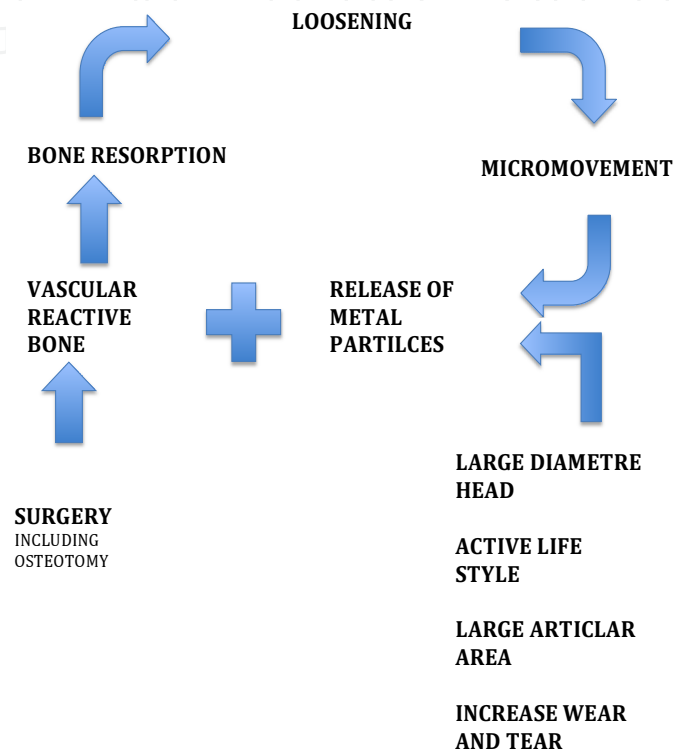 LOOSENING
BONE RESORPTION
MICROMOVEMENT
VASCULAR
REACTIVE
BONE
RELEASE OF
METAL
PARTILCES
SURGERY
INCLUDING
OSTEOTOMY
LARGE DIAMETRE
HEAD
ACTIVE LIFE
STYLE
LARGE ARTICLAR
AREA
INCREASE WEAR
AND TEAR